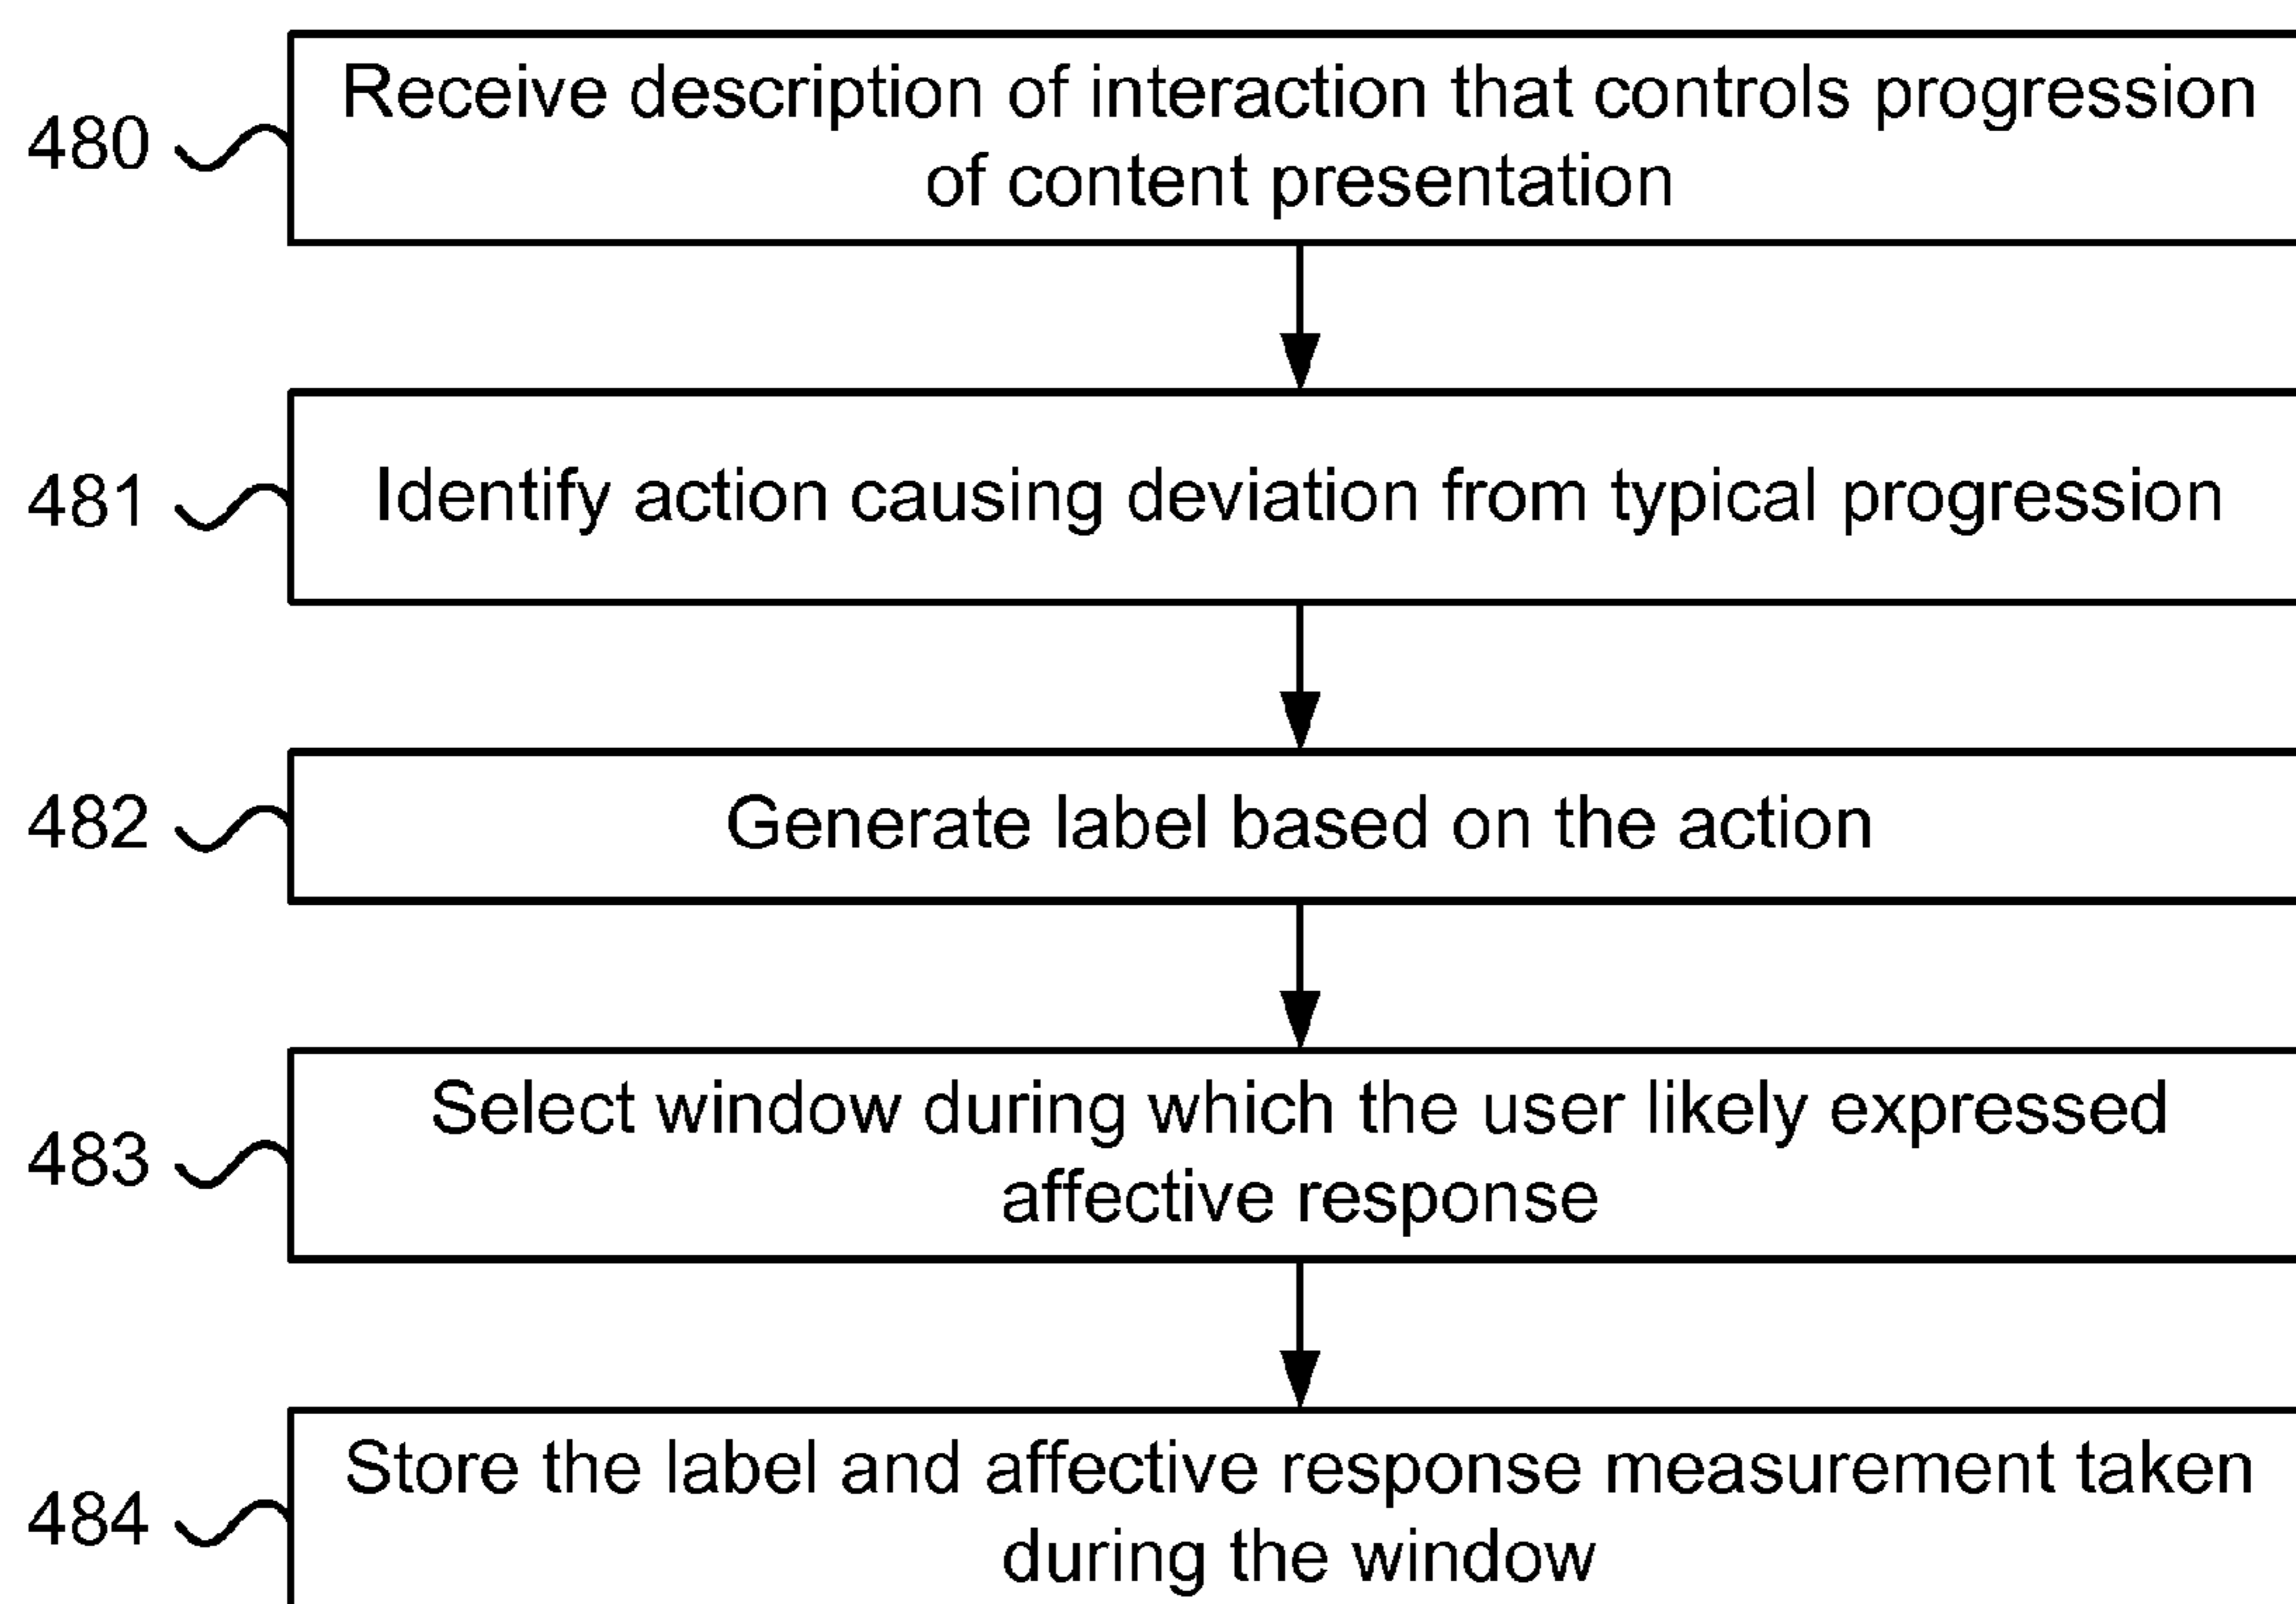 480
Receive description of interaction that controls progression
of content presentation
481
Identify action causing deviation from typical progression
482
Generate label based on the action
483
Select window during which the user likely expressed
affective response
484
Store the label and affective response measurement taken
during the window